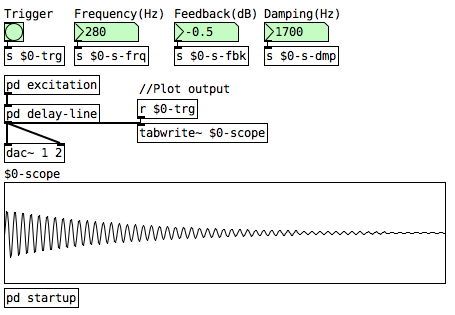 Trigger Frequency(Hz) Feedback(dB) Damping(Hz)
280 -0.5 1700
s $0-trg s $0-s-frq s $0-s-fbk s $0-s-dmp
pd excitation //Plot output
r $0-trg
pd delay-line
tabwrite~ $0-scope
dac~ 1 2
$0-scope
pd startup